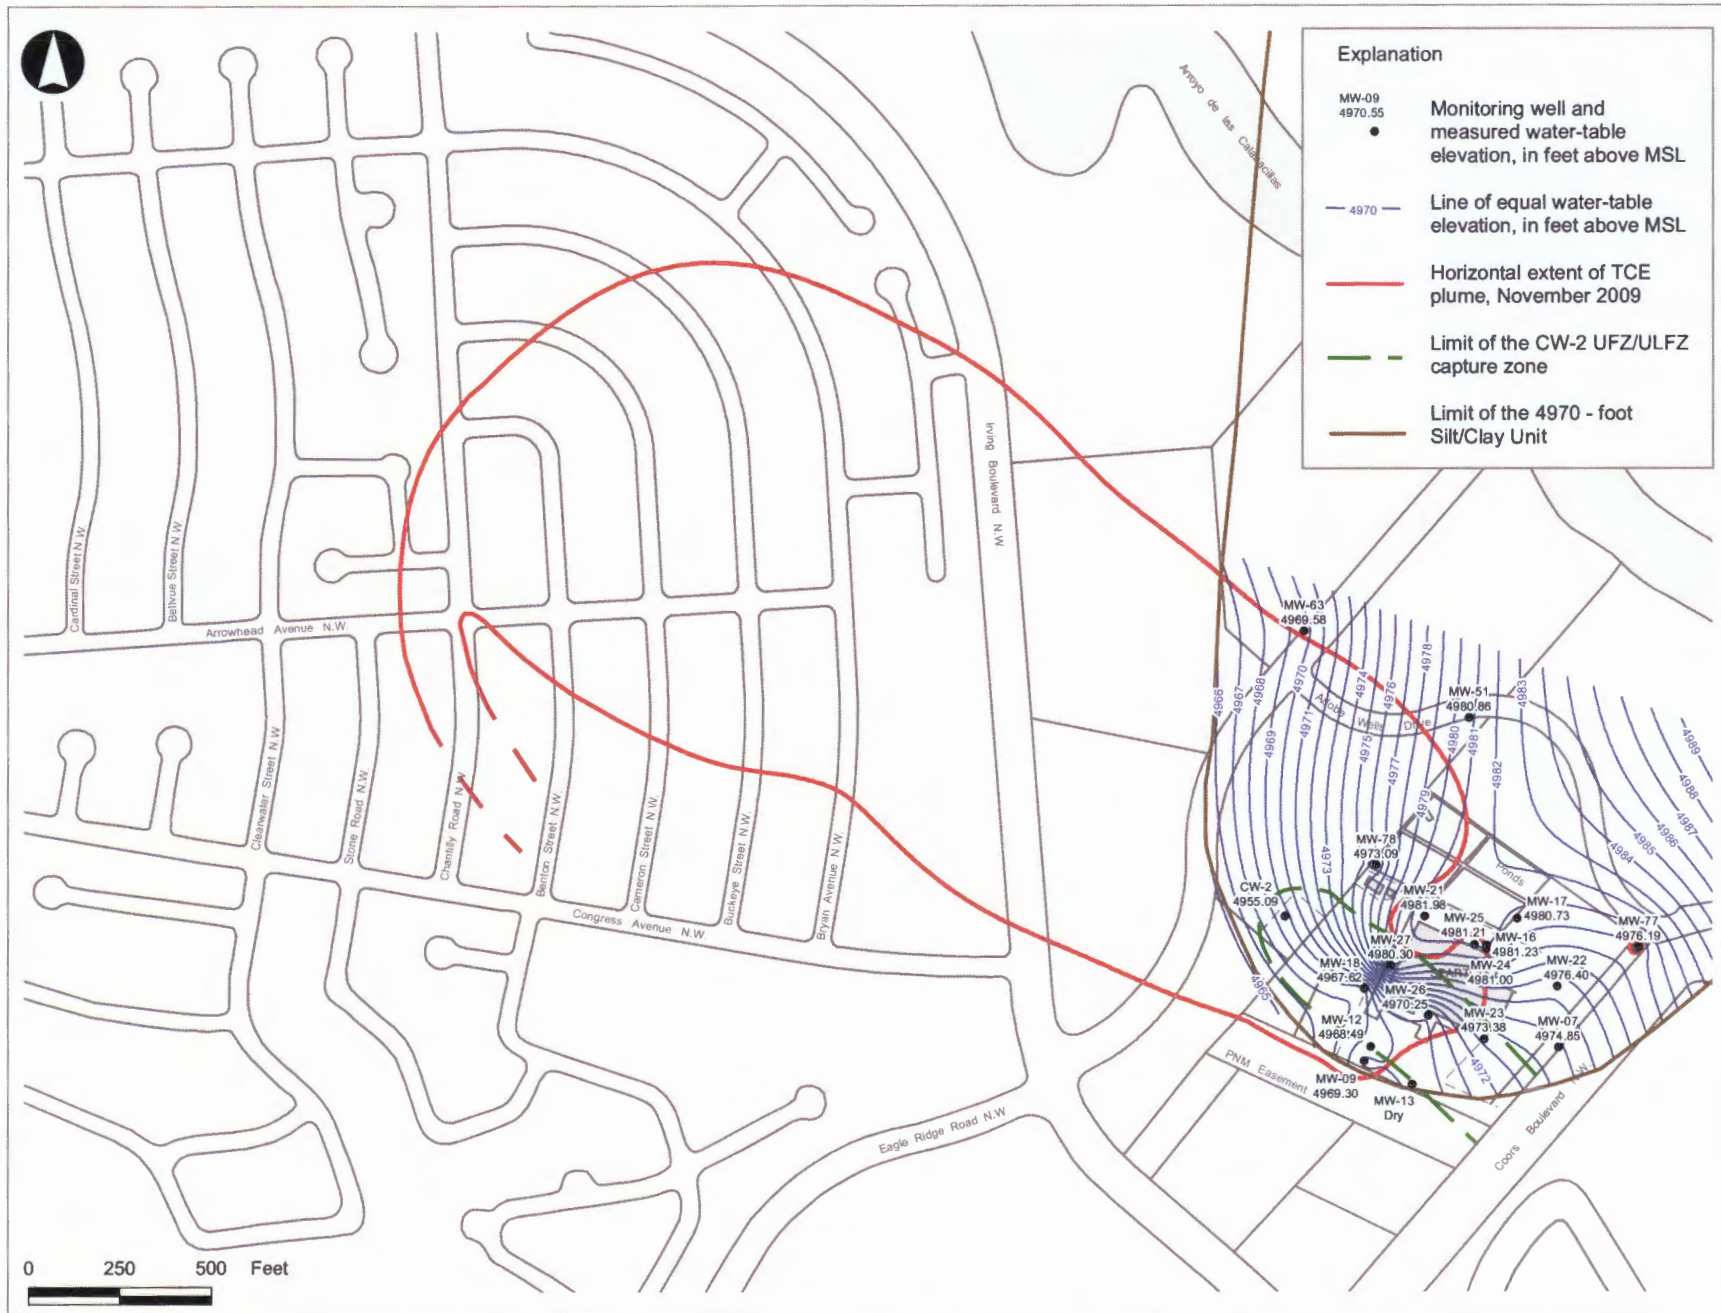 Explanation
MW-09
4970.55
Monitoring well and
measured water-table
elevation, in feet above MSL
4970
Line of equal water-table
elevation, in feet above MSL
Horizontal extent of TCE
plume, November 2009
Limit of the CW-2 UFZ/ULFZ
capture zone
Limit of the 4970 - foot
Silt/Clay Unit
Arroyo de las Calabacillas
Irving Boulevard N.W
Cardinal Street N.W.
Bellvue Street N.W.
Arrowhead Avenue N.W.
Clearwater Street N.W.
Stone Road N.W.
Chantilly Road N.W
Benton Street N.W.
Cameron Street N.W.
Buckeye Street N.W.
Bryan Avenue N.W.
Congress Avenue N.W.
Eagle Ridge Road N.W
PNM Easement
Coors Boulevard N.W.
Adobe Wells Drive
Ponds
MW-63
4969.58
MW-51
4980.86
MW-78
4973.09
CW-2
4955.09
MW-21
4981.98
MW-17
4980.73
MW-25
4981.21
MW-16
4981.23
MW-77
4976.19
MW-27
4980.30
MW-18
4967.62
MW-24
4981.00
MW-22
4976.40
MW-26
4970.25
MW-23
4973.38
MW-12
4968.49
MW-07
4974.85
MW-09
4969.30
MW-13
Dry
4966
4967
4968
4969
4970
4971
4973
4974
4975
4976
4977
4978
4979
4980
4981
4982
4983
4984
4985
4986
4987
4988
4989
4965
4972
0 250 500 Feet